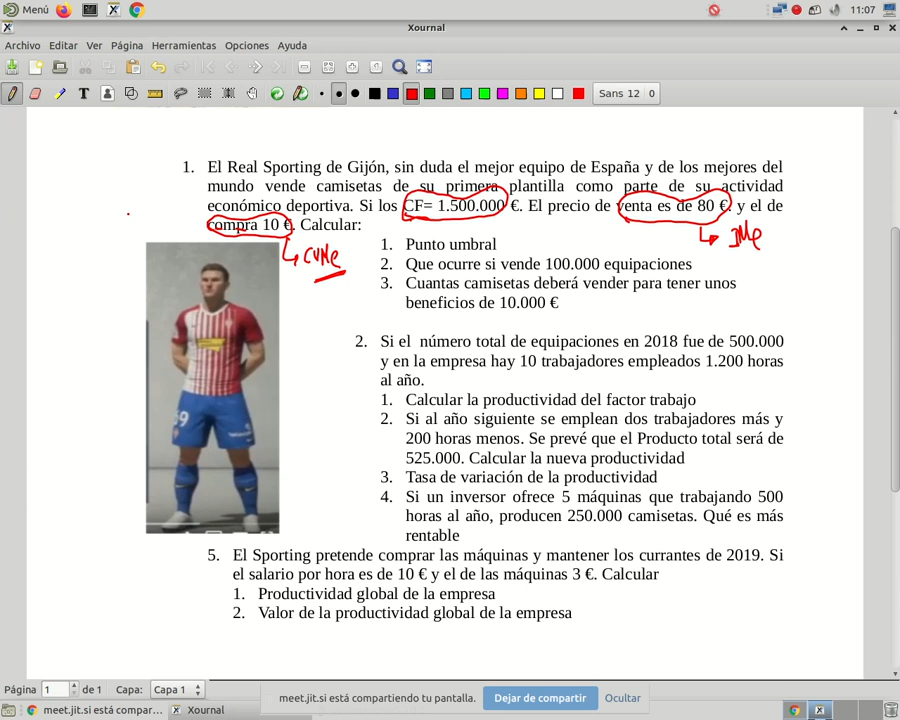 Menú
11:07
Xournal
Archivo Editar Ver Página Herramientas Opciones Ayuda
Sans 12 0
1. El Real Sporting de Gijón, sin duda el mejor equipo de España y de los mejores del
mundo vende camisetas de su primera plantilla como parte de su actividad
económico deportiva. Si los CF= 1.500.000 €. El precio de venta es de 80 €. y el de
compra 10 €. Calcular:
IMe
CVMe
1. Punto umbral
2. Que ocurre si vende 100.000 equipaciones
3. Cuantas camisetas deberá vender para tener unos
beneficios de 10.000 €
2. Si el número total de equipaciones en 2018 fue de 500.000
y en la empresa hay 10 trabajadores empleados 1.200 horas
al año.
1. Calcular la productividad del factor trabajo
2. Si al año siguiente se emplean dos trabajadores más y
200 horas menos. Se prevé que el Producto total será de
525.000. Calcular la nueva productividad
3. Tasa de variación de la productividad
4. Si un inversor ofrece 5 máquinas que trabajando 500
horas al año, producen 250.000 camisetas. Qué es más
rentable
5. El Sporting pretende comprar las máquinas y mantener los currantes de 2019. Si
el salario por hora es de 10 € y el de las máquinas 3 €. Calcular
1. Productividad global de la empresa
2. Valor de la productividad global de la empresa
Página 1 de 1 Capa: Capa 1
meet.jit.si está compartiendo tu pantalla. Dejar de compartir Ocultar
meet.jit.si está compar... Xournal